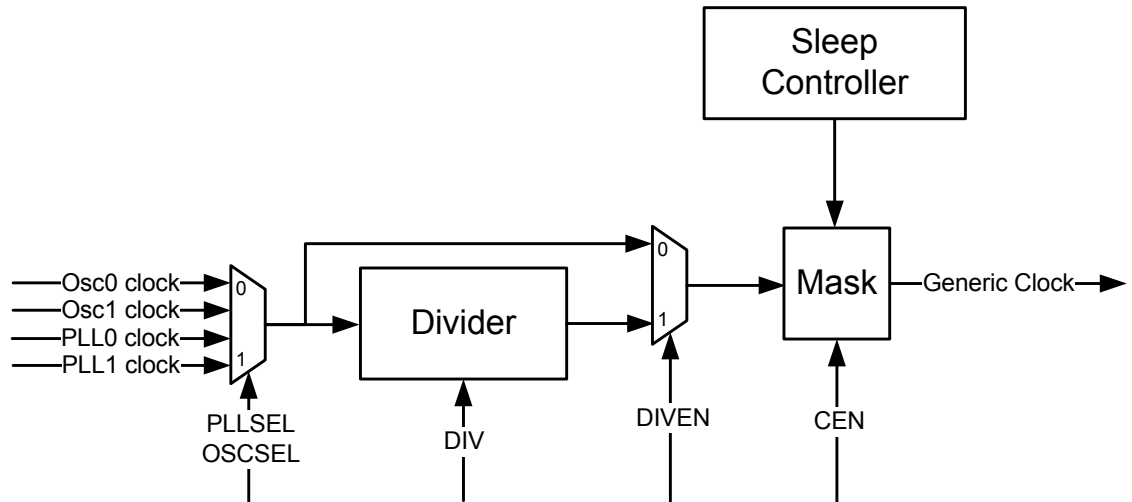 Sleep
Controller
Osc0 clock
Osc1 clock
PLL0 clock
PLL1 clock
0
1
PLLSEL
OSCSEL
Divider
DIV
0
1
DIVEN
Mask
CEN
Generic Clock